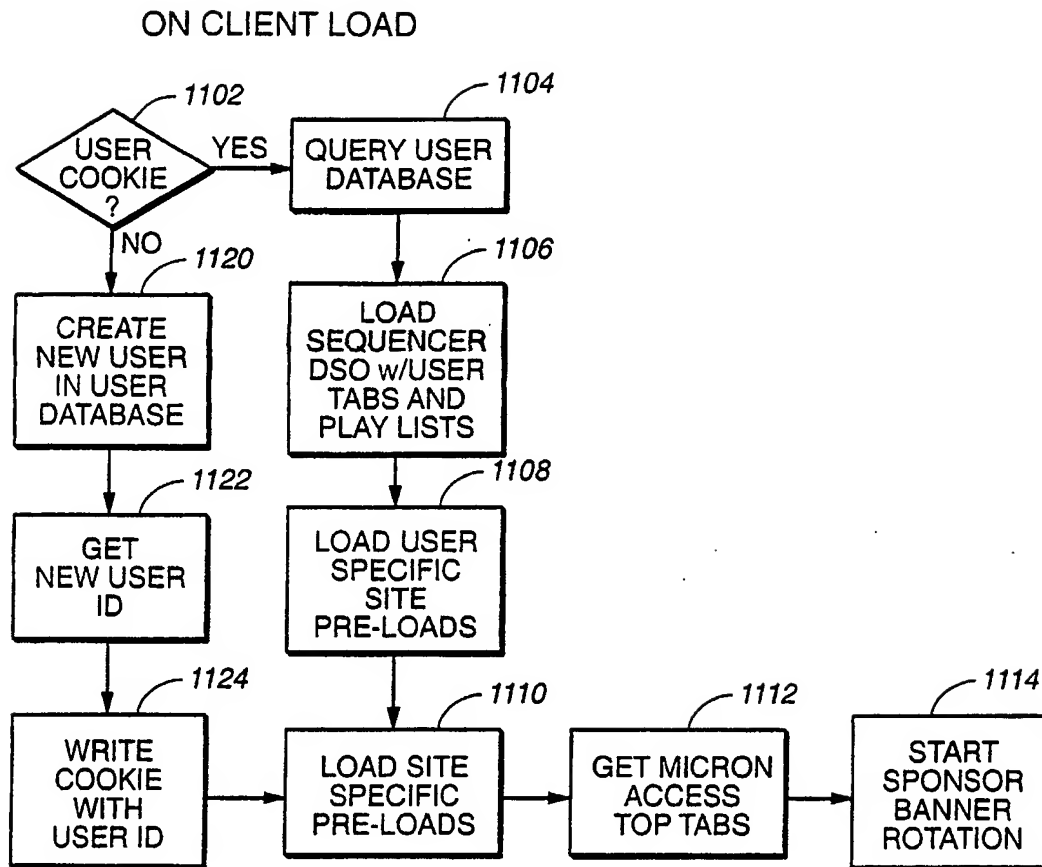 ON CLIENT LOAD
1102
USER
COOKIE
?
YES
NO
1104
QUERY USER
DATABASE
1106
LOAD
SEQUENCER
DSO w/USER
TABS AND
PLAY LISTS
1108
LOAD USER
SPECIFIC
SITE
PRE-LOADS
1120
CREATE
NEW USER
IN USER
DATABASE
1122
GET
NEW USER
ID
1124
WRITE
COOKIE
WITH
USER ID
1110
LOAD SITE
SPECIFIC
PRE-LOADS
1112
GET MICRON
ACCESS
TOP TABS
1114
START
SPONSOR
BANNER
ROTATION